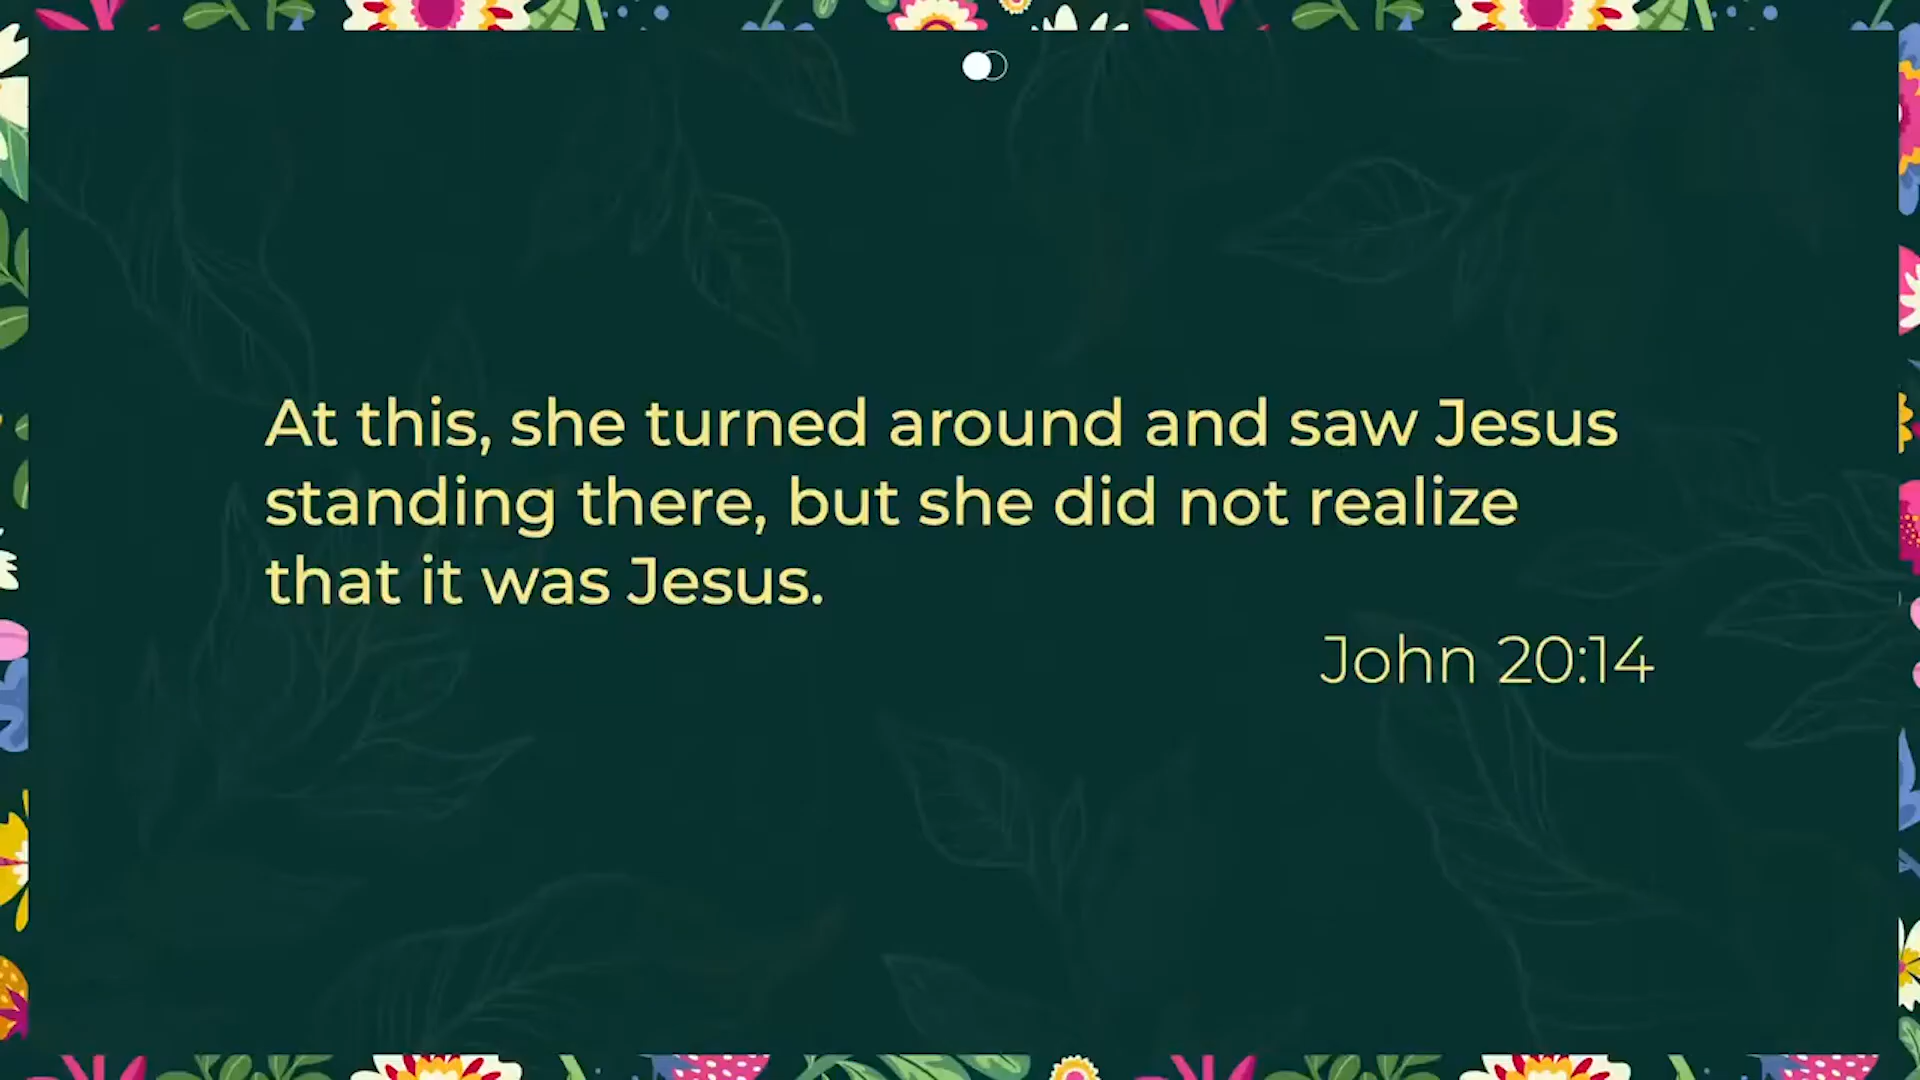 At this, she turned around and saw Jesus
standing there, but she did not realize
that it was Jesus.
John 20:14